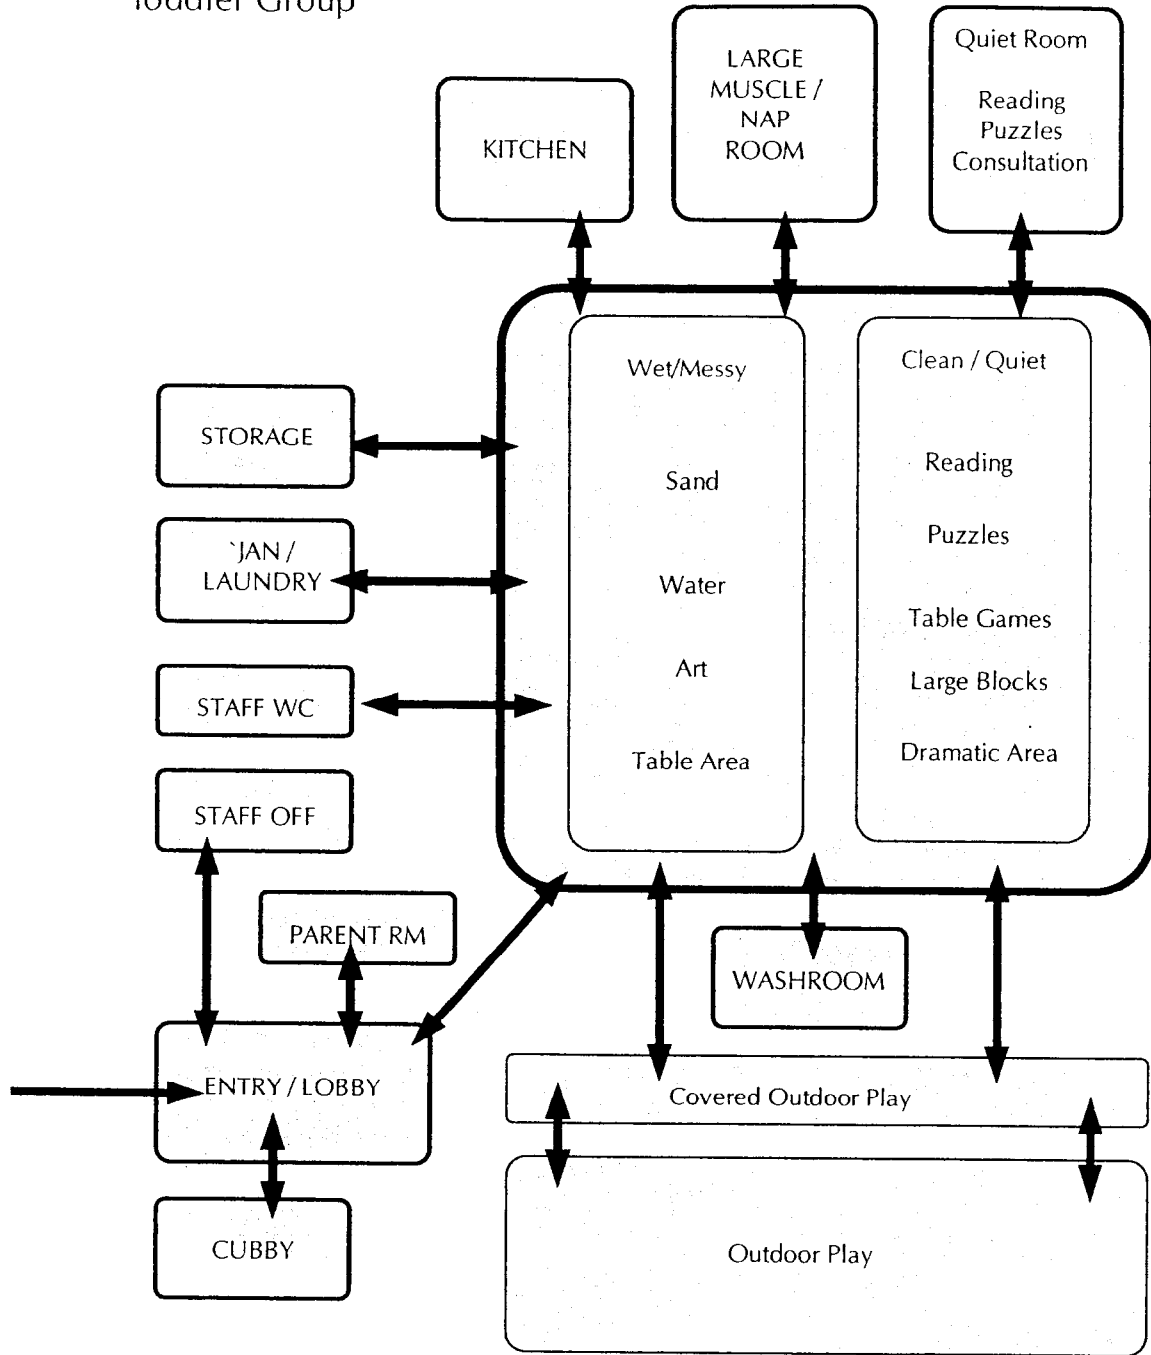 Toddler Group
LARGE
MUSCLE /
NAP
ROOM
Quiet Room
Reading
Puzzles
Consultation
KITCHEN
Wet/Messy
Sand
Water
Art
Table Area
Clean / Quiet
Reading
Puzzles
Table Games
Large Blocks
Dramatic Area
STORAGE
`JAN /
LAUNDRY
STAFF WC
STAFF OFF
PARENT RM
WASHROOM
ENTRY / LOBBY
Covered Outdoor Play
CUBBY
Outdoor Play